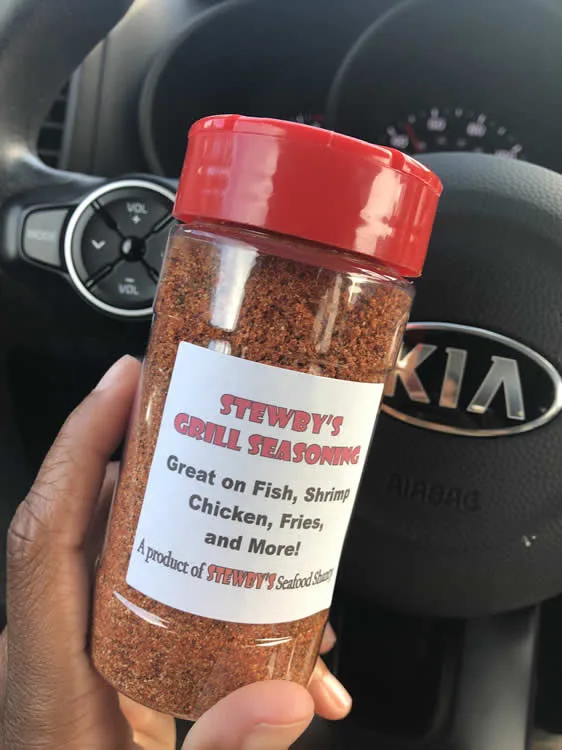 VOL
+
MODE
VOL
KIA
AIRBAG
STEWBY'S
GRILL SEASONING
Great on Fish, Shrimp
Chicken, Fries,
and More!
A product of STEWBY'S Seafood Shanty